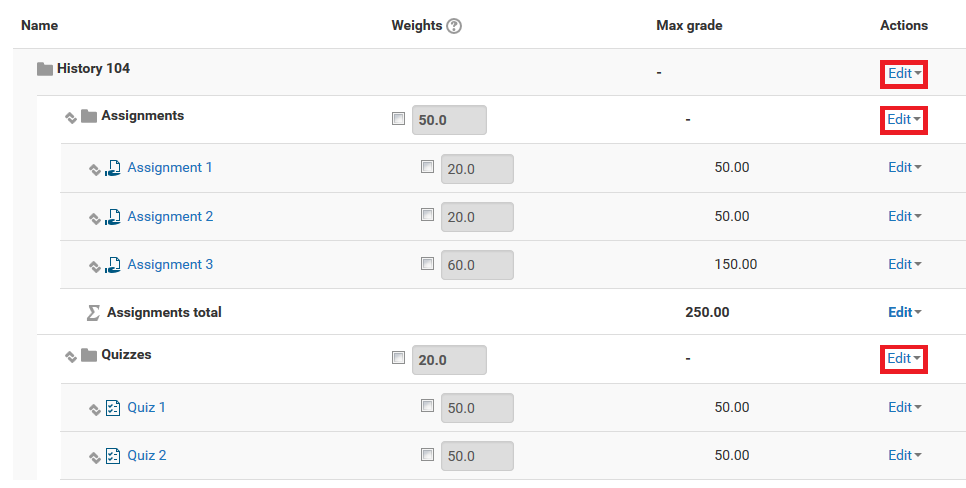 Name Weights ? Max grade Actions
History 104 - Edit
Assignments 50.0 - Edit
Assignment 1 20.0 50.00 Edit
Assignment 2 20.0 50.00 Edit
Assignment 3 60.0 150.00 Edit
Σ Assignments total 250.00 Edit
Quizzes 20.0 - Edit
Quiz 1 50.0 50.00 Edit
Quiz 2 50.0 50.00 Edit